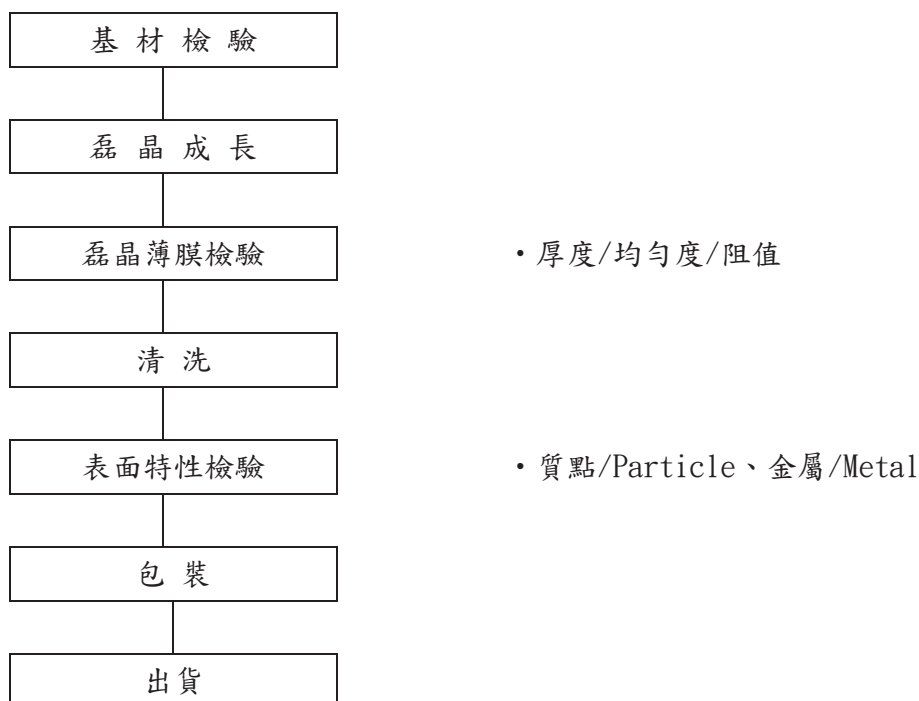 基材檢驗
磊晶成長
磊晶薄膜檢驗
・厚度/均勻度/阻值
清洗
表面特性檢驗
・質點/Particle、金屬/Metal
包裝
出貨